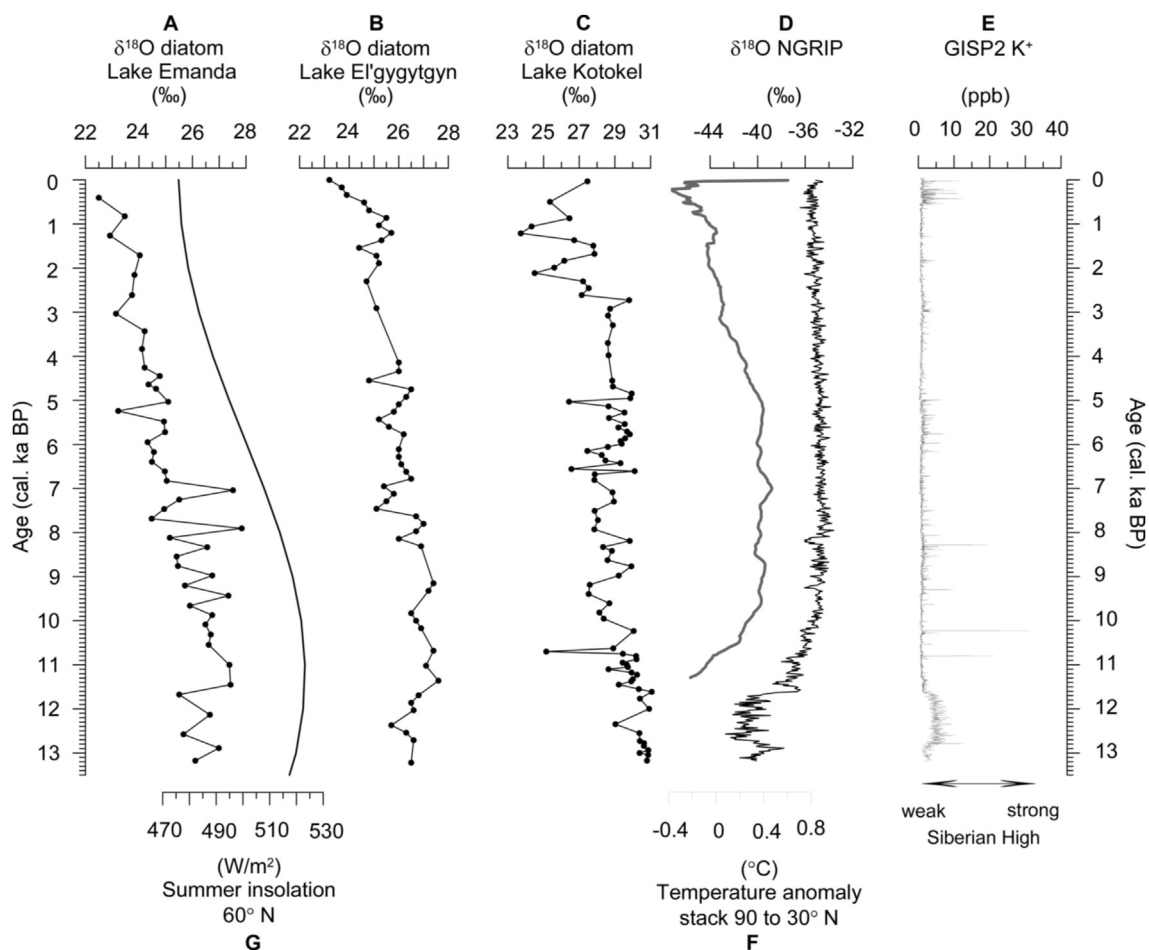 A
δ¹⁸O diatom
Lake Emanda
(‰)
22 24 26 28
B
δ¹⁸O diatom
Lake El'gygytgyn
(‰)
22 24 26 28
C
δ¹⁸O diatom
Lake Kotokel
(‰)
23 25 27 29 31
D
δ¹⁸O NGRIP
(‰)
-44 -40 -36 -32
E
GISP2 K⁺
(ppb)
0 10 20 30 40
Age (cal. ka BP)
0
1
2
3
4
5
6
7
8
9
10
11
12
13
0
1
2
3
4
5
6
7
8
9
10
11
12
13
Age (cal. ka BP)
470 490 510 530
(W/m²)
Summer insolation
60° N
G
-0.4 0 0.4 0.8
(°C)
Temperature anomaly
stack 90 to 30° N
F
weak strong
Siberian High